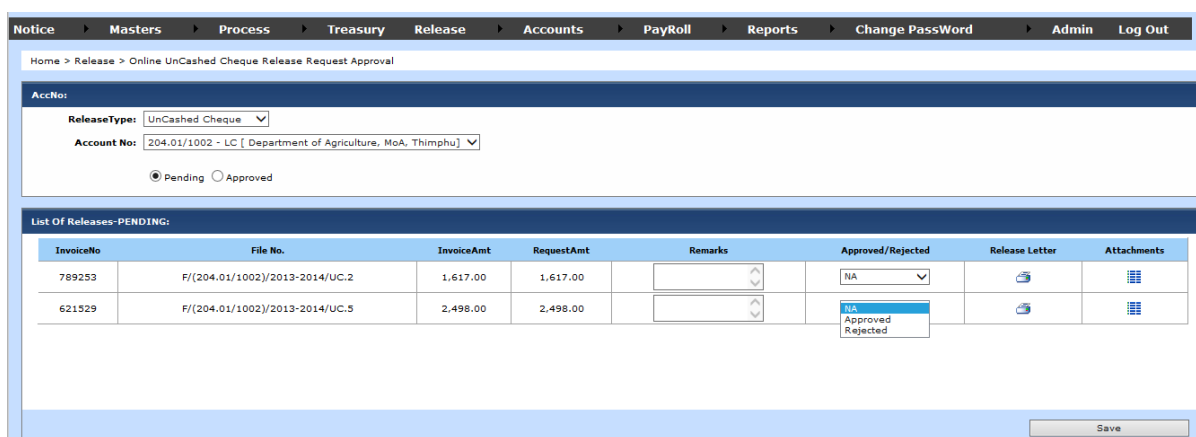 Notice Masters Process Treasury Release Accounts PayRoll Reports Change PassWord Admin Log Out
Home > Release > Online UnCashed Cheque Release Request Approval
AccNo:
ReleaseType: UnCashed Cheque
Account No: 204.01/1002 - LC [ Department of Agriculture, MoA, Thimphu]
Pending Approved
List Of Releases-PENDING:
InvoiceNo File No. InvoiceAmt RequestAmt Remarks Approved/Rejected Release Letter Attachments
789253 F/(204.01/1002)/2013-2014/UC.2 1,617.00 1,617.00 NA
621529 F/(204.01/1002)/2013-2014/UC.5 2,498.00 2,498.00 NA
Approved
Rejected
Save